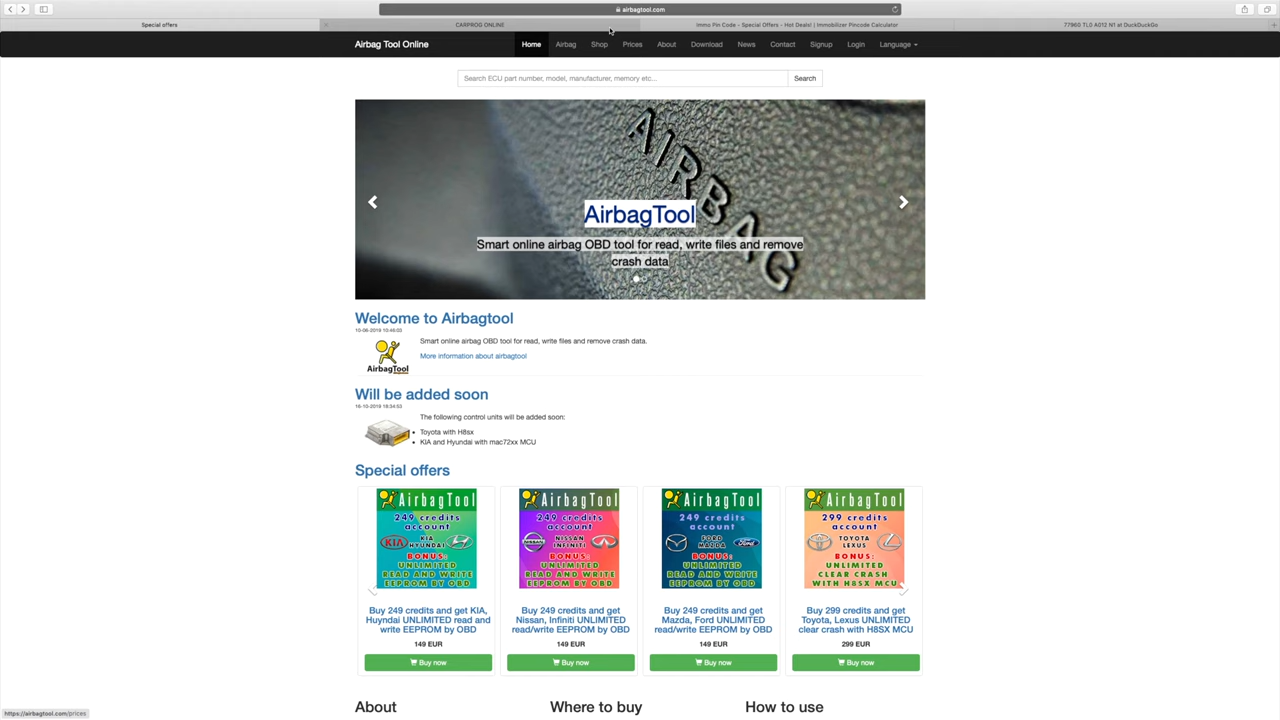 airbagtool.com
Special offers
CARPROG ONLINE
Immo Pin Code - Special Offers - Hot Deals! | Immobilizer Pincode Calculator
77960 TL0 A012 N1 at DuckDuckGo
Airbag Tool Online
Home
Airbag
Shop
Prices
About
Download
News
Contact
Signup
Login
Language
Search ECU part number, model, manufacturer, memory etc...
Search
AIRBAG
AirbagTool
Smart online airbag OBD tool for read, write files and remove
crash data
Welcome to Airbagtool
Smart online airbag OBD tool for read, write files and remove crash data.
More information about airbagtool
AirbagTool
Will be added soon
The following control units will be added soon:
Toyota with H8sx
KIA and Hyundai with mac72xx MCU
Special offers
AirbagTool
249 credits
account
KIA
KIA
HYUNDAI
BONUS:
UNLIMITED
READ AND WRITE
EEPROM BY OBD
Buy 249 credits and get KIA,
Huyndai UNLIMITED read and
write EEPROM by OBD
149 EUR
Buy now
AirbagTool
249 credits
account
NISSAN
NISSAN
INFINITI
BONUS:
UNLIMITED
READ AND WRITE
EEPROM BY OBD
Buy 249 credits and get
Nissan, Infiniti UNLIMITED
read/write EEPROM by OBD
149 EUR
Buy now
AirbagTool
249 credits
account
FORD
MAZDA
Ford
BONUS:
UNLIMITED
READ AND WRITE
EEPROM BY OBD
Buy 249 credits and get
Mazda, Ford UNLIMITED
read/write EEPROM by OBD
149 EUR
Buy now
AirbagTool
299 credits
account
TOYOTA
LEXUS
BONUS:
UNLIMITED
CLEAR CRASH
WITH H8SX MCU
Buy 299 credits and get
Toyota, Lexus UNLIMITED
clear crash with H8SX MCU
299 EUR
Buy now
About
Where to buy
How to use
https://airbagtool.com/prices